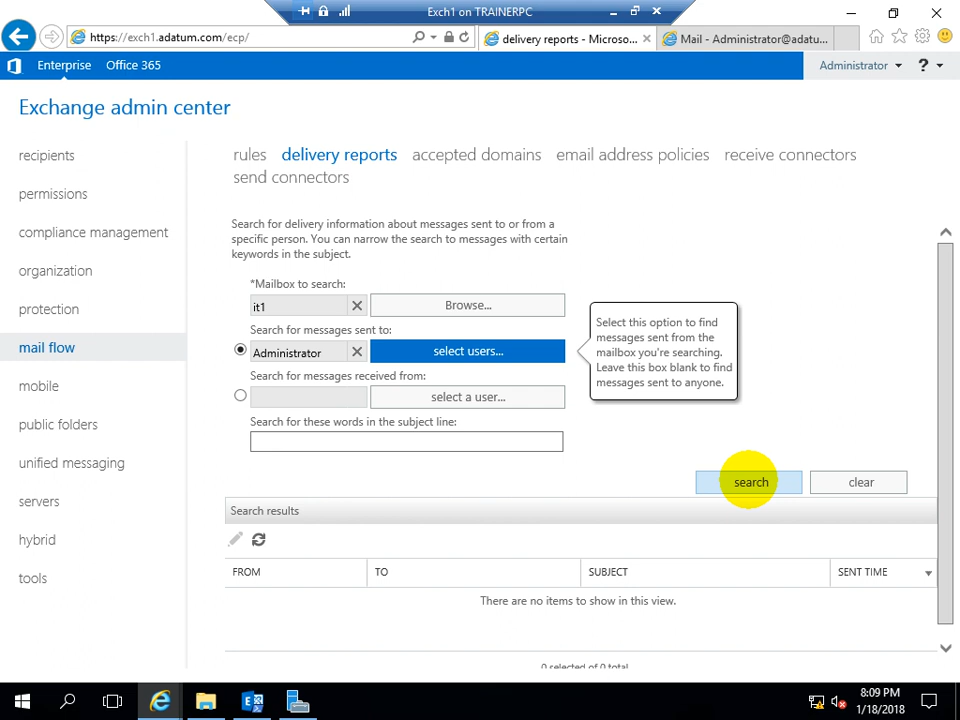 Exch1 on TRAINERPC
https://exch1.adatum.com/ecp/
delivery reports - Microso...
Mail - Administrator@adatu...
Enterprise
Office 365
Administrator
?
Exchange admin center
recipients
permissions
compliance management
organization
protection
mail flow
mobile
public folders
unified messaging
servers
hybrid
tools
rules
delivery reports
accepted domains
email address policies
receive connectors
send connectors
Search for delivery information about messages sent to or from a
specific person. You can narrow the search to messages with certain
keywords in the subject.
*Mailbox to search:
it1
Browse...
Search for messages sent to:
Administrator
select users...
Search for messages received from:
select a user...
Search for these words in the subject line:
Select this option to find
messages sent from the
mailbox you're searching.
Leave this box blank to find
messages sent to anyone.
search
clear
Search results
FROM
TO
SUBJECT
SENT TIME
There are no items to show in this view.
0 selected of 0 total
8:09 PM
1/18/2018